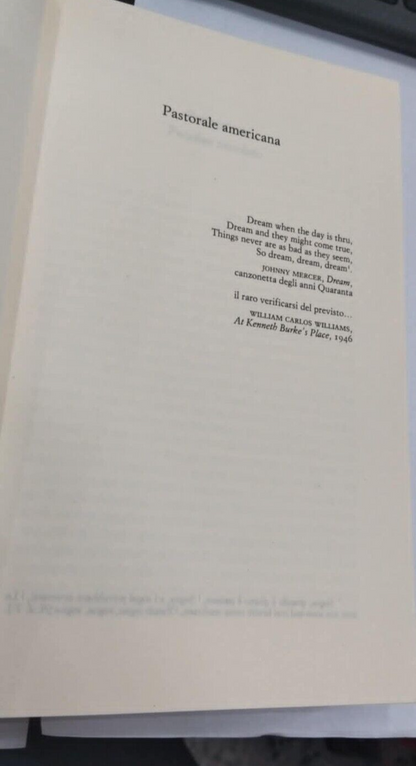 Pastorale americana
Dream when the day is thru,
Dream and they might come true,
Things never are as bad as they seem,
So dream, dream, dream¹.
JOHNNY MERCER, Dream,
canzonetta degli anni Quaranta
il raro verificarsi del previsto...
WILLIAM CARLOS WILLIAMS,
At Kenneth Burke's Place, 1946